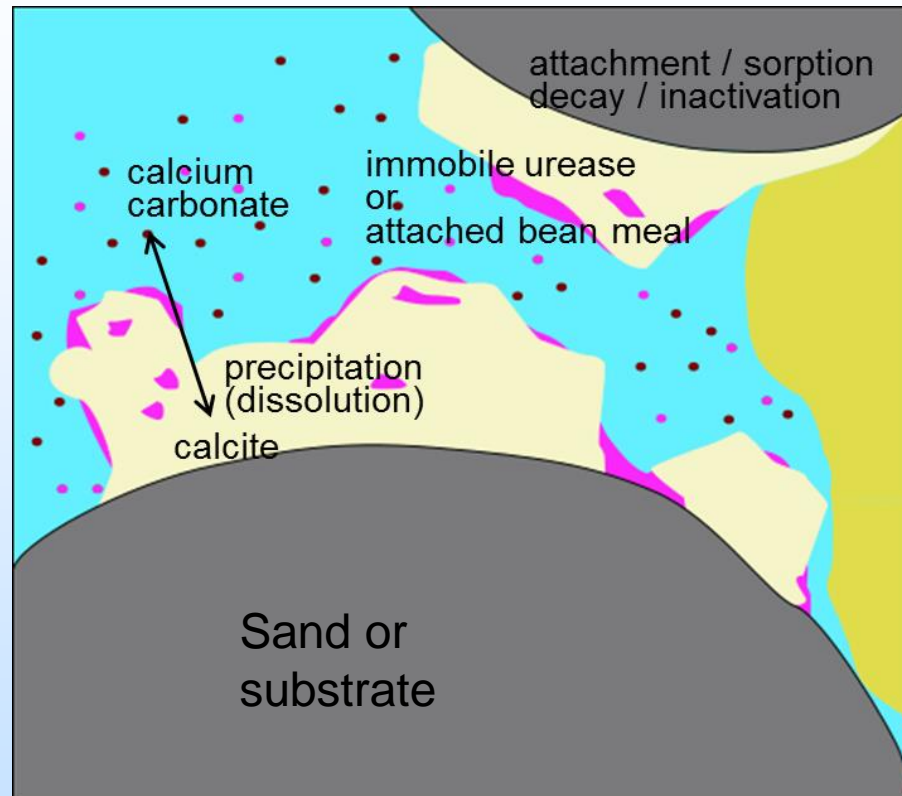 attachment / sorption
decay / inactivation
calcium
carbonate
immobile urease
or
attached bean meal
precipitation
(dissolution)
calcite
Sand or
substrate